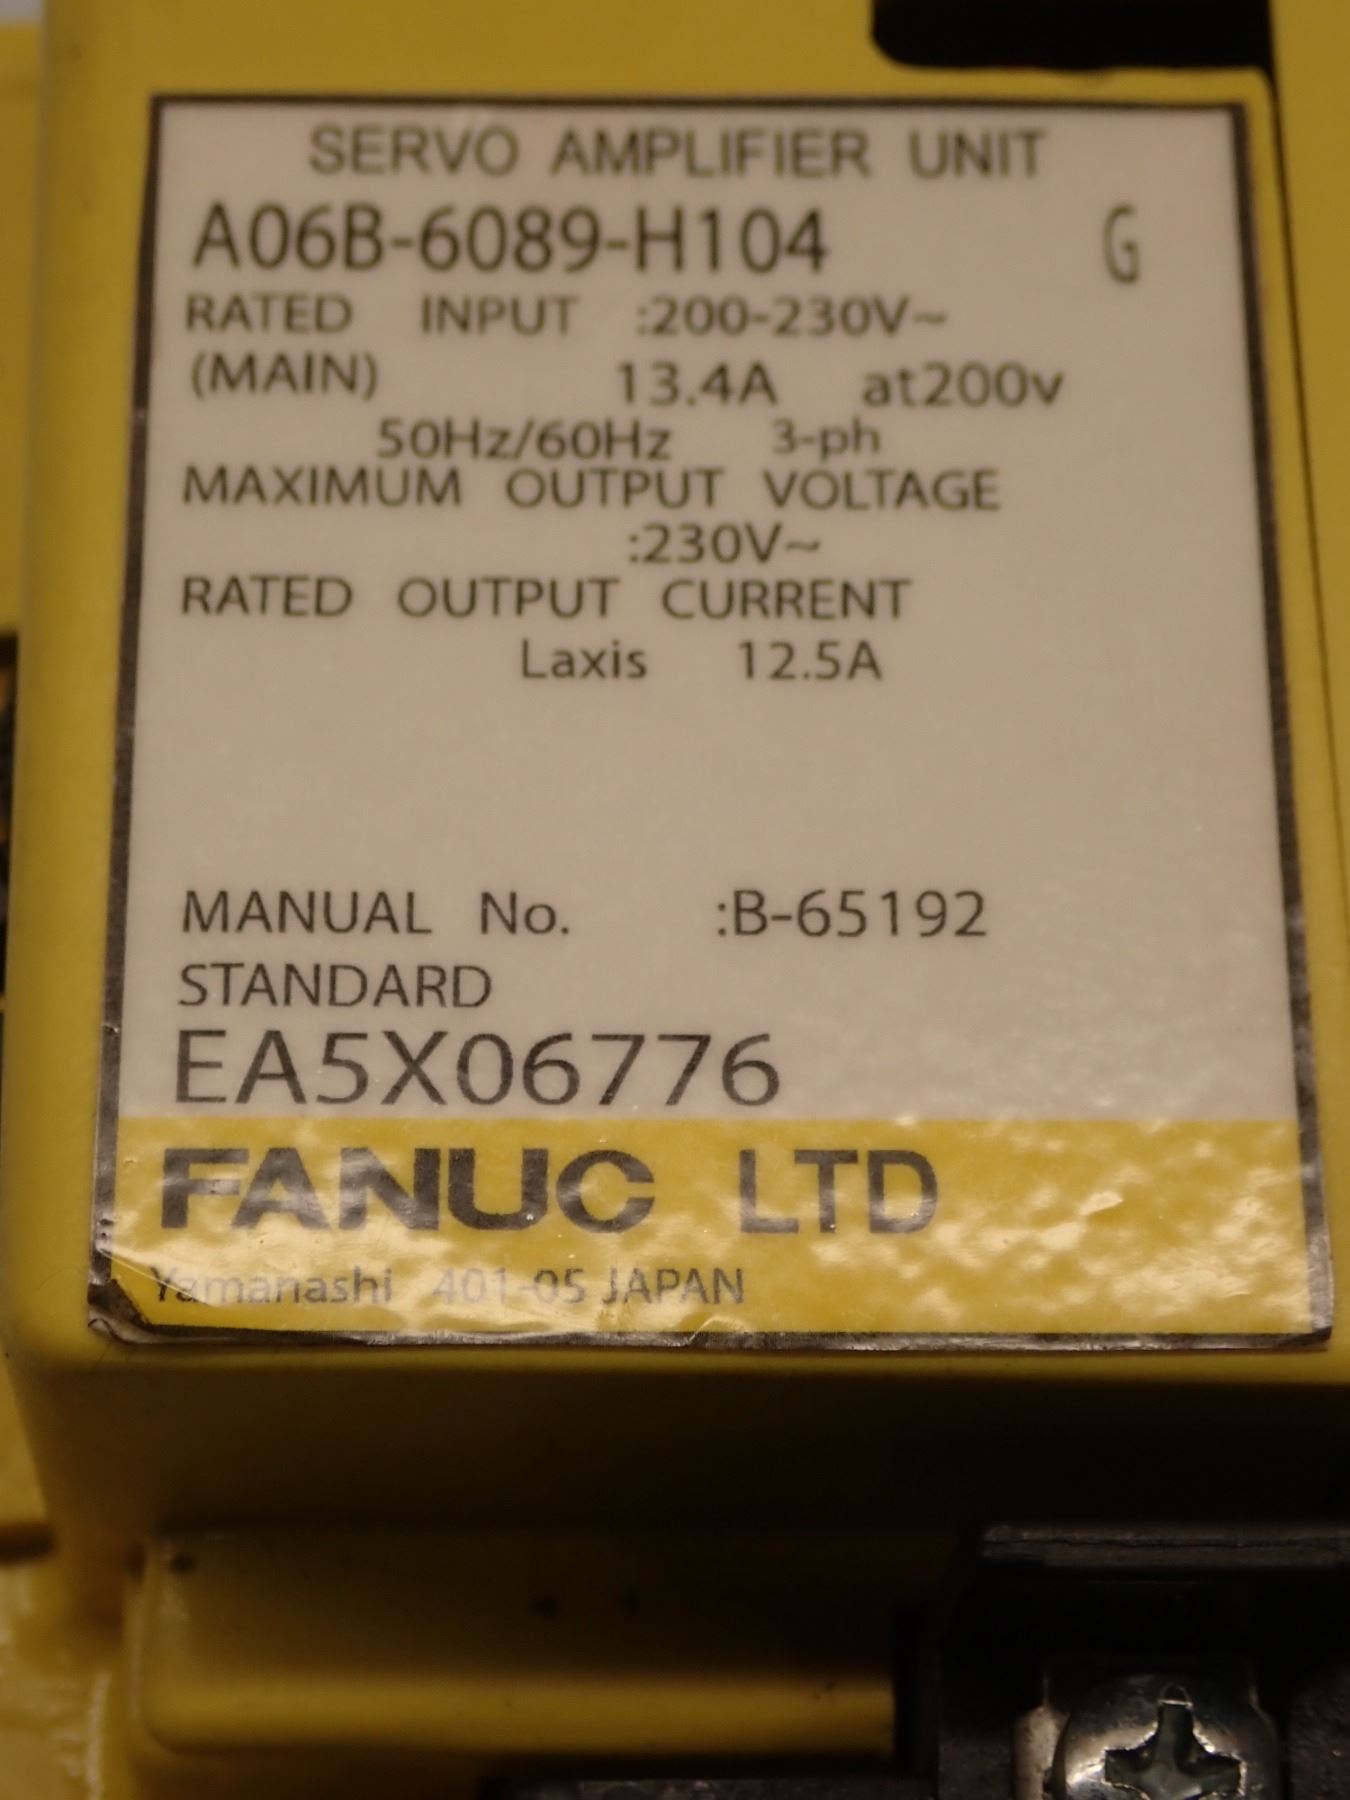 SERVO AMPLIFIER UNIT
A06B-6089-H104 G
RATED INPUT :200-230V~
(MAIN) 13.4A at200v
50Hz/60Hz 3-ph
MAXIMUM OUTPUT VOLTAGE
:230V~
RATED OUTPUT CURRENT
Laxis 12.5A
MANUAL No. :B-65192
STANDARD
EA5X06776
FANUC LTD
Yamanashi 401-05 JAPAN